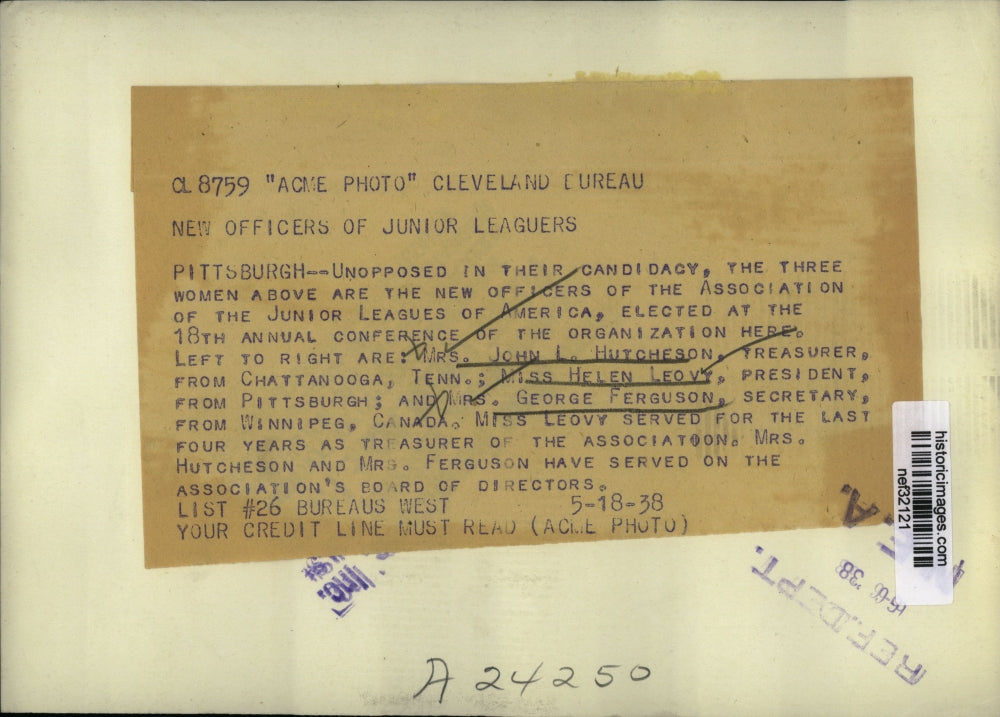 CL 8759 "ACME PHOTO" CLEVELAND BUREAU
NEW OFFICERS OF JUNIOR LEAGUERS
PITTSBURGH--UNOPPOSED IN THEIR CANDIDACY, THE THREE
WOMEN ABOVE ARE THE NEW OFFICERS OF THE ASSOCIATION
OF THE JUNIOR LEAGUES OF AMERICA, ELECTED AT THE
18TH ANNUAL CONFERENCE OF THE ORGANIZATION HERE.
LEFT TO RIGHT ARE: MRS. JOHN L. HUTCHESON, TREASURER,
FROM CHATTANOOGA, TENN.; MISS HELEN LEOVY, PRESIDENT,
FROM PITTSBURGH; AND MRS. GEORGE FERGUSON, SECRETARY,
FROM WINNIPEG, CANADA. MISS LEOVY SERVED FOR THE LAST
FOUR YEARS AS TREASURER OF THE ASSOCIATOON. MRS.
HUTCHESON AND MRS. FERGUSON HAVE SERVED ON THE
ASSOCIATION'S BOARD OF DIRECTORS.
LIST #26 BUREAUS WEST 5-18-38
YOUR CREDIT LINE MUST READ (ACME PHOTO)
historicimages.com
nef32121
Inc.
A.
'38
REF. DEPT.
A 24250